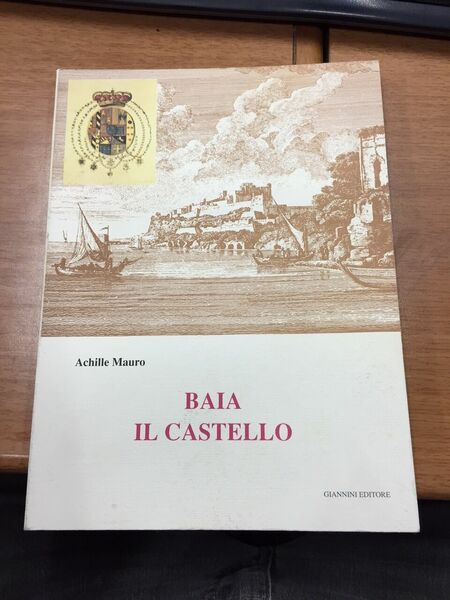 Achille Mauro
BAIA
IL CASTELLO
GIANNINI EDITORE